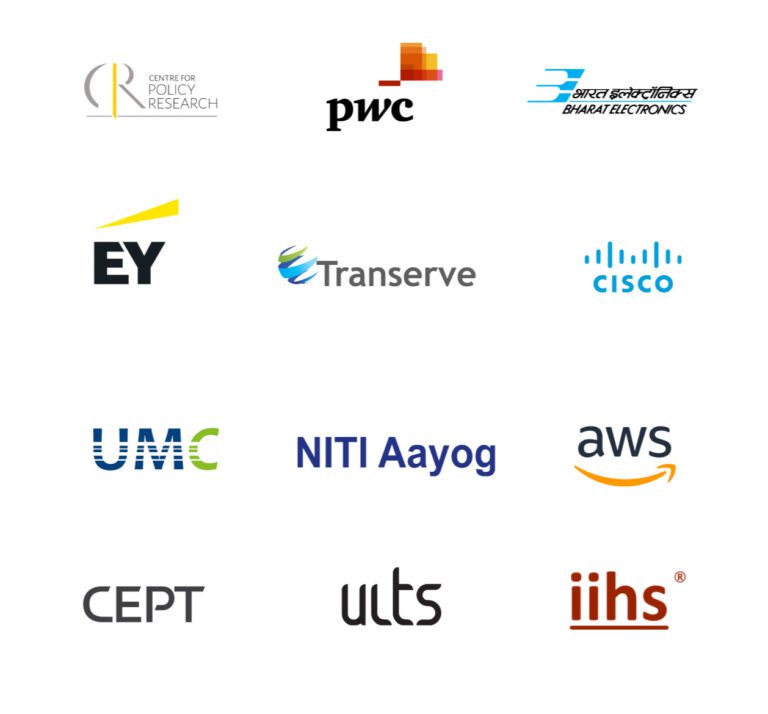 CR
CENTRE FOR
POLICY
RESEARCH
pwc
भारत इलेक्ट्रॉनिक्स
BHARAT ELECTRONICS
EY
Transerve
CISCO
UMC
NITI Aayog
aws
CEPT
ults
iihs®